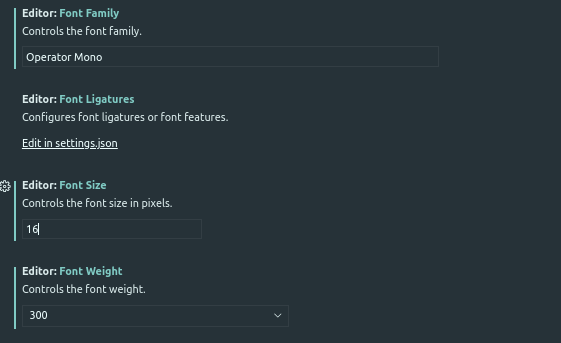 Editor: Font Family
Controls the font family.
Operator Mono
Editor: Font Ligatures
Configures font ligatures or font features.
Edit in settings.json
Editor: Font Size
Controls the font size in pixels.
16
Editor: Font Weight
Controls the font weight.
300